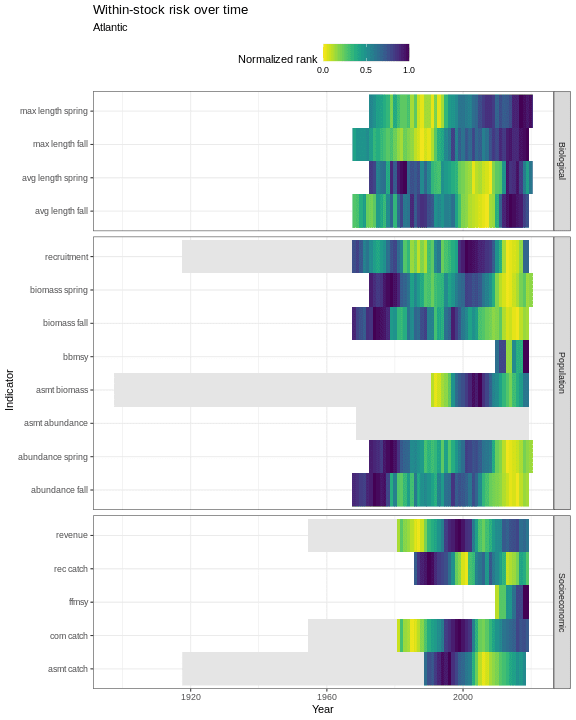 Within-stock risk over time
Atlantic
Normalized rank
0.0 0.5 1.0
max length spring
max length fall
avg length spring
avg length fall
Biological
recruitment
biomass spring
biomass fall
bbmsy
asmt biomass
asmt abundance
abundance spring
abundance fall
Population
revenue
rec catch
ffmsy
com catch
asmt catch
Socioeconomic
Indicator
1920 1960 2000
Year